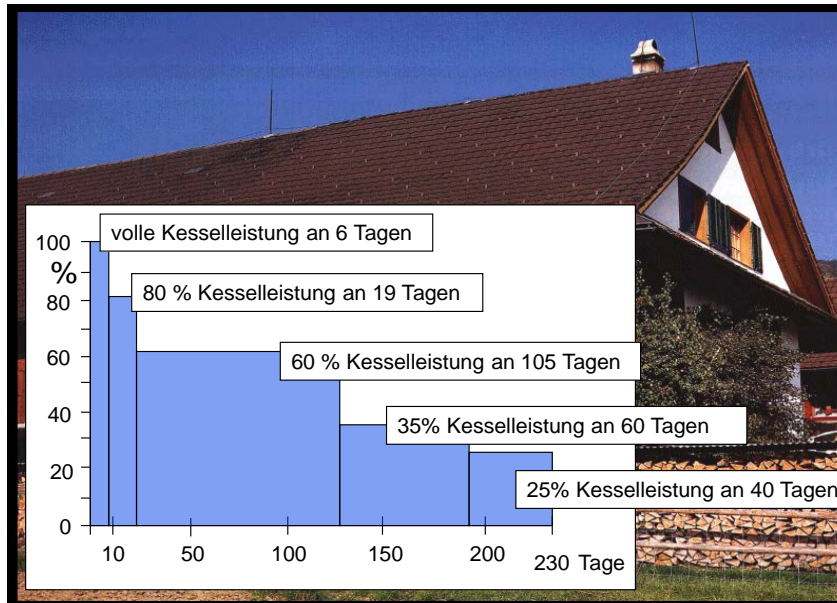 volle Kesselleistung an 6 Tagen
100
%
80 % Kesselleistung an 19 Tagen
80
60 % Kesselleistung an 105 Tagen
60
35% Kesselleistung an 60 Tagen
40
25% Kesselleistung an 40 Tagen
20
0
10 50 100 150 200 230 Tage